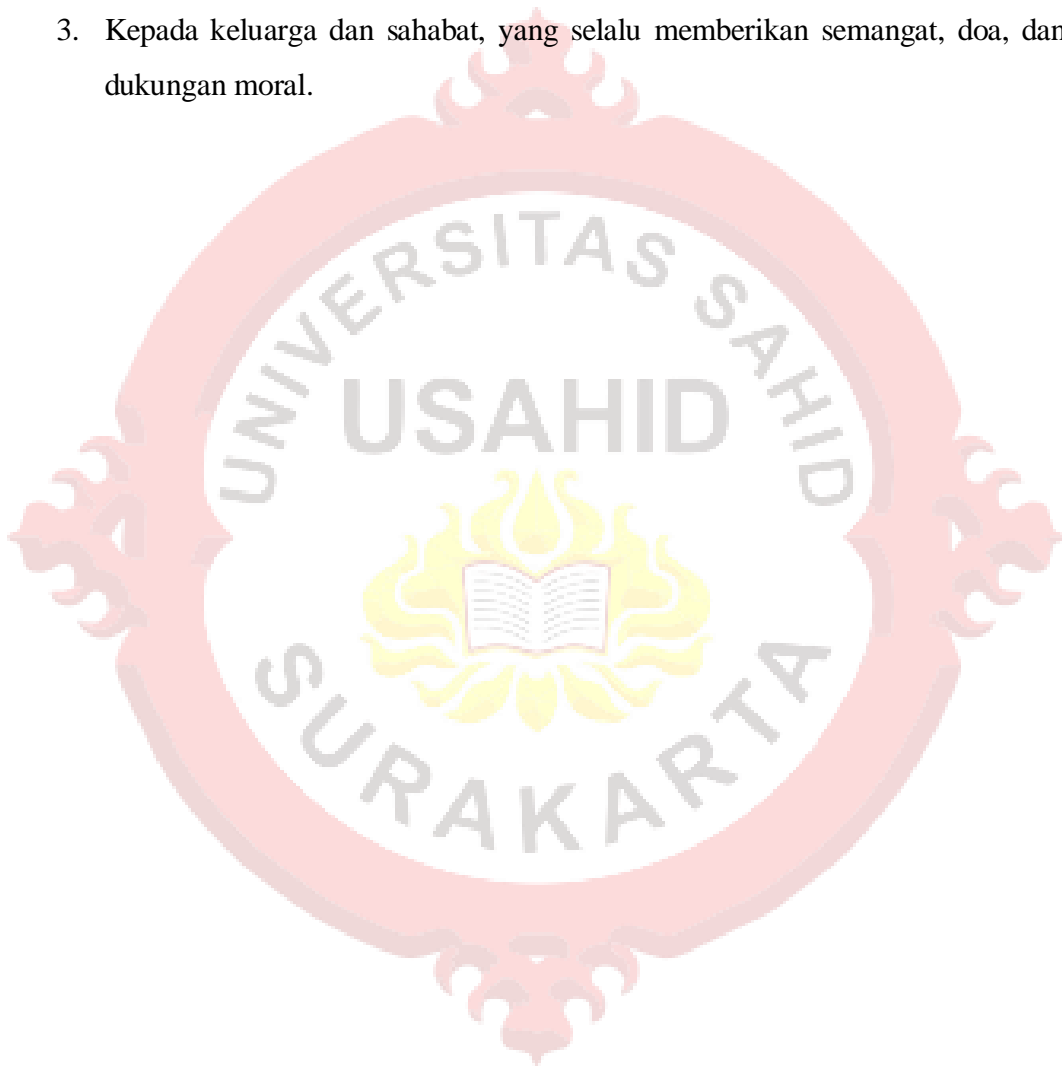 3. Kepada keluarga dan sahabat, yang selalu memberikan semangat, doa, dan
dukungan moral.
UNIVERSITAS SAHID
USAHID
SURAKARTA